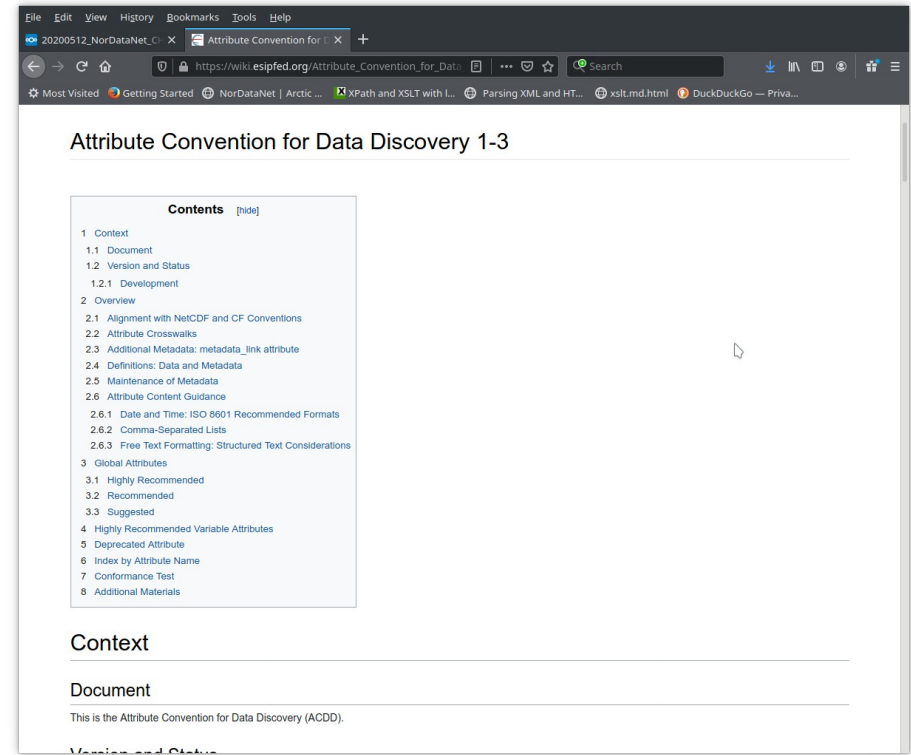 File Edit View History Bookmarks Tools Help
20200512_NorDataNet_C
Attribute Convention for D
https://wiki.esipfed.org/Attribute_Convention_for_Data
Search
Most Visited Getting Started NorDataNet | Arctic ... XPath and XSLT with l... Parsing XML and HT... xslt.md.html DuckDuckGo — Priva...
Attribute Convention for Data Discovery 1-3
Contents [hide]
1 Context
1.1 Document
1.2 Version and Status
1.2.1 Development
2 Overview
2.1 Alignment with NetCDF and CF Conventions
2.2 Attribute Crosswalks
2.3 Additional Metadata: metadata_link attribute
2.4 Definitions: Data and Metadata
2.5 Maintenance of Metadata
2.6 Attribute Content Guidance
2.6.1 Date and Time: ISO 8601 Recommended Formats
2.6.2 Comma-Separated Lists
2.6.3 Free Text Formatting: Structured Text Considerations
3 Global Attributes
3.1 Highly Recommended
3.2 Recommended
3.3 Suggested
4 Highly Recommended Variable Attributes
5 Deprecated Attribute
6 Index by Attribute Name
7 Conformance Test
8 Additional Materials
Context
Document
This is the Attribute Convention for Data Discovery (ACDD).
Version and Status